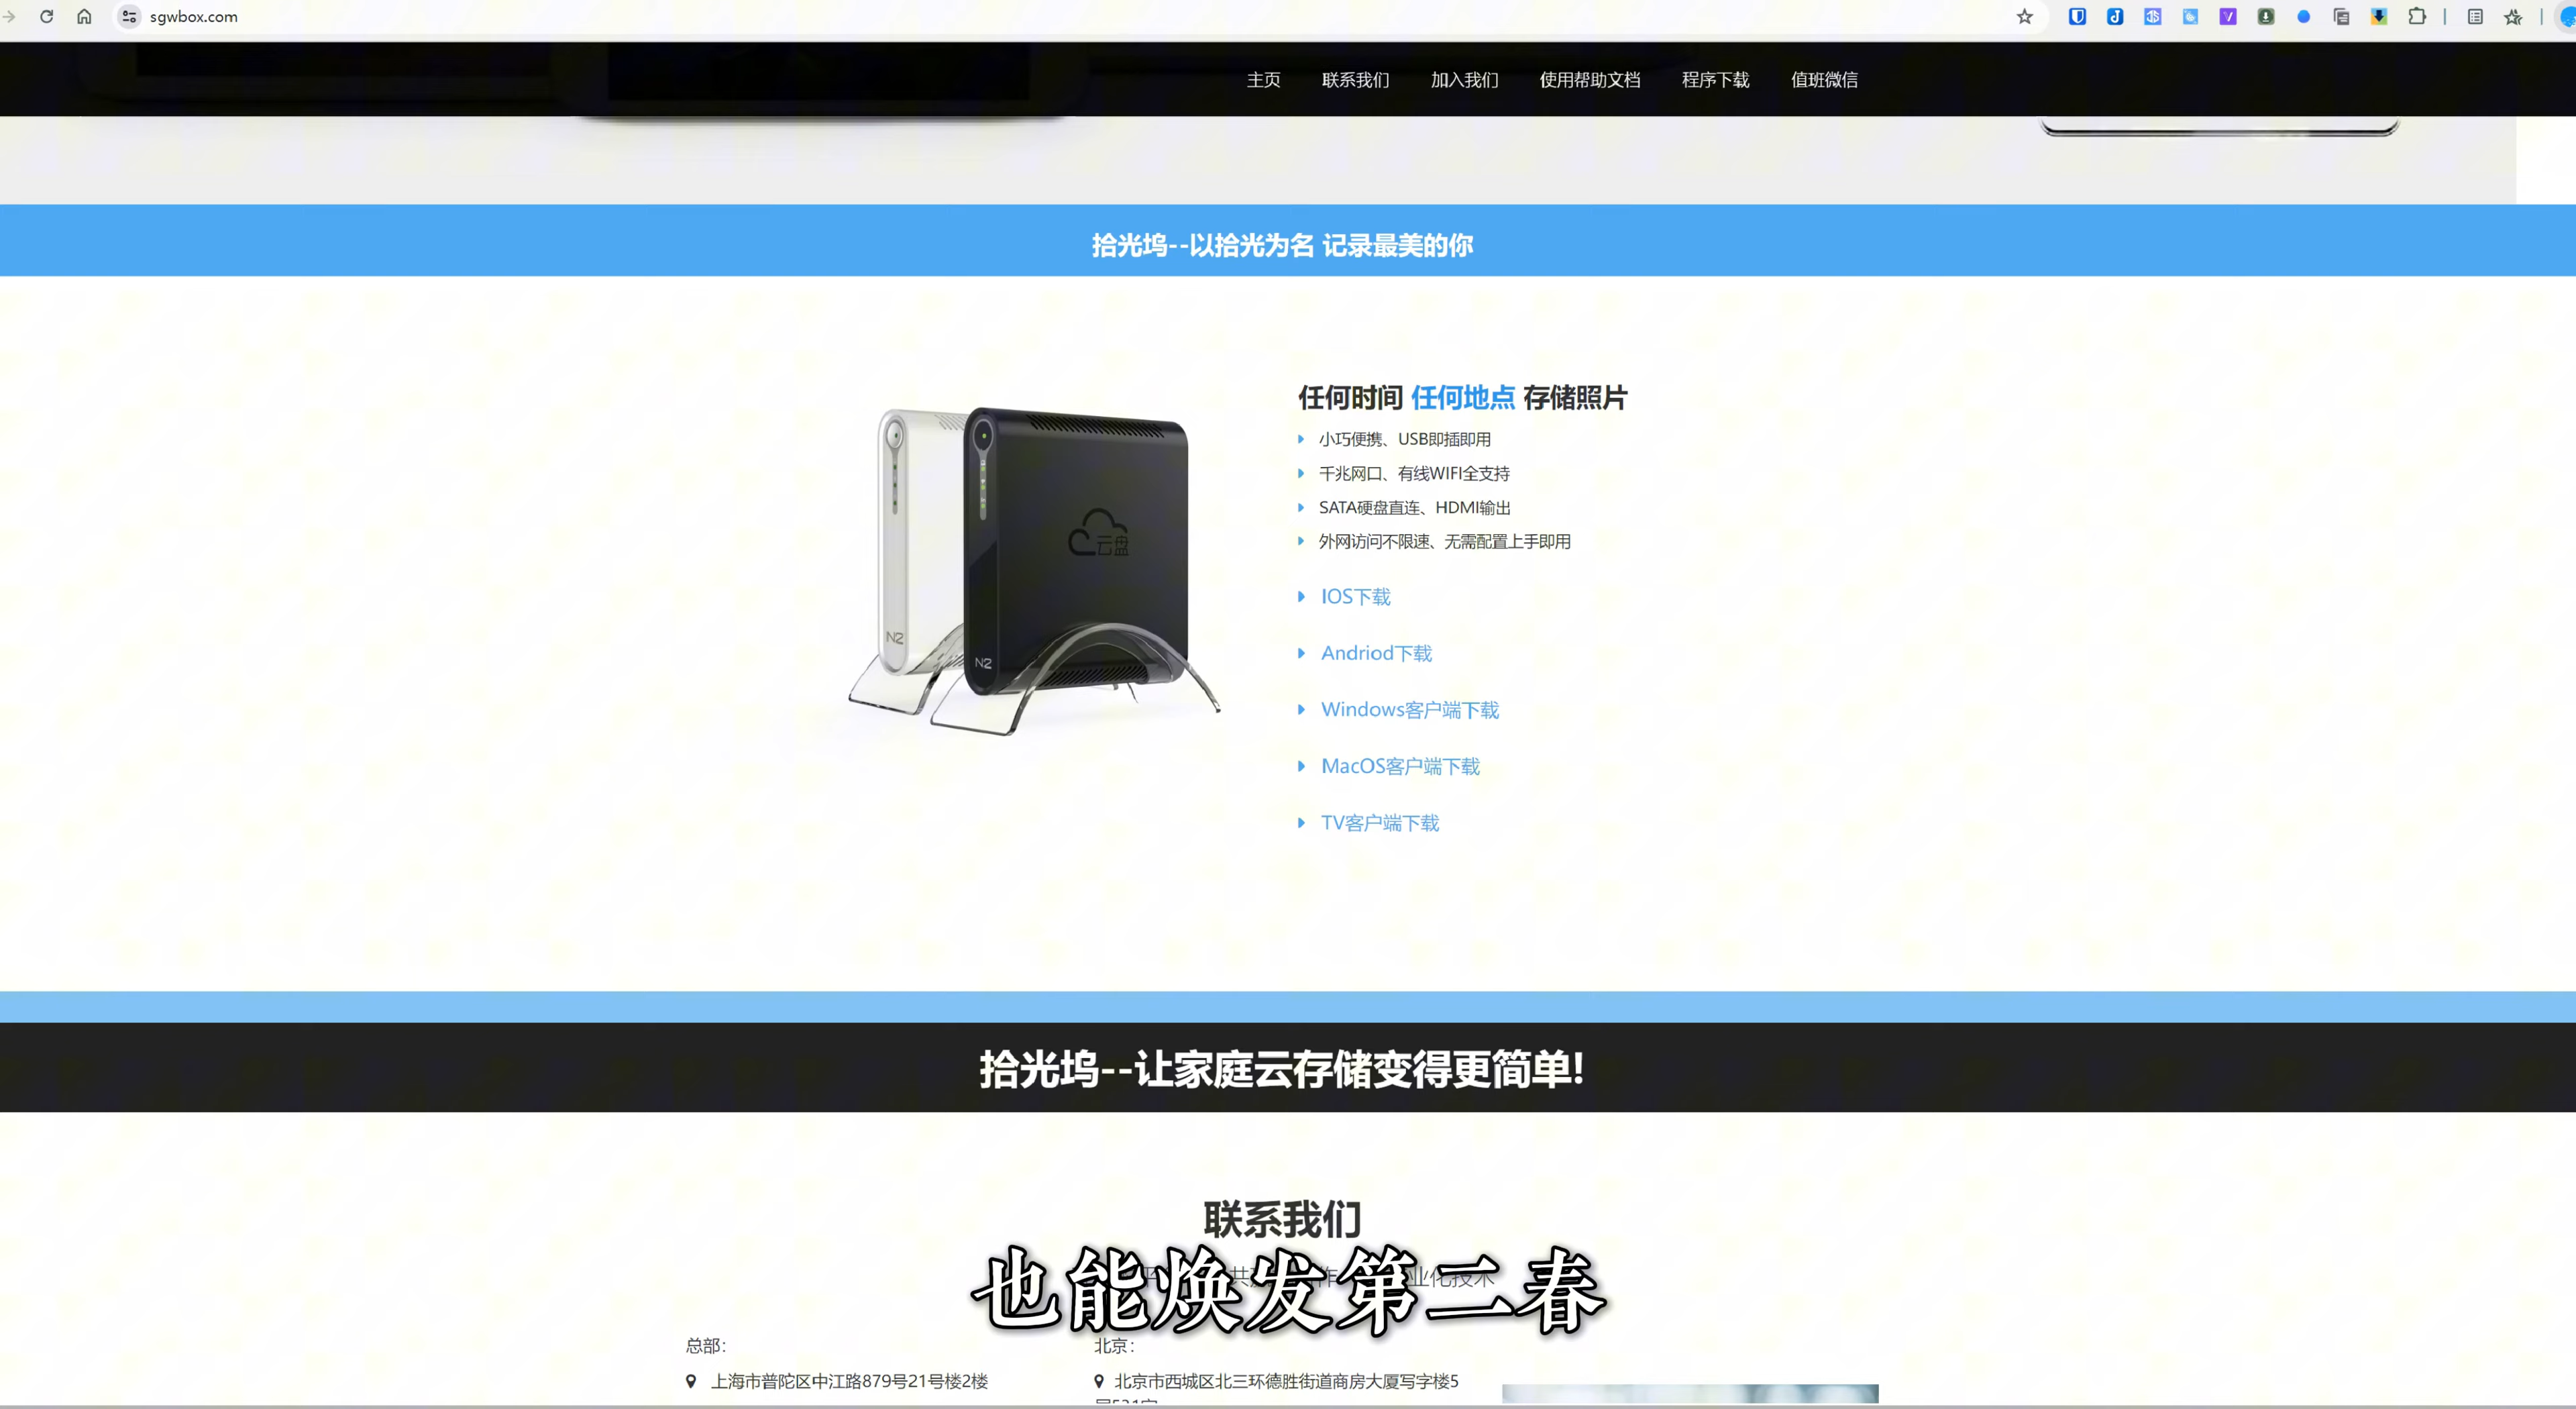 sgwbox.com
主页 联系我们 加入我们 使用帮助文档 程序下载 值班微信
拾光坞--以拾光为名 记录最美的你
任何时间 任何地点 存储照片
小巧便携、USB即插即用
千兆网口、有线WIFI全支持
SATA硬盘直连、HDMI输出
外网访问不限速、无需配置上手即用
云盘
N2
N2
IOS下载
Andriod下载
Windows客户端下载
MacOS客户端下载
TV客户端下载
拾光坞--让家庭云存储变得更简单!
联系我们
也能焕发第二春
总部:
上海市普陀区中江路879号21号楼2楼
北京:
北京市西城区北三环德胜街道商房大厦写字楼5